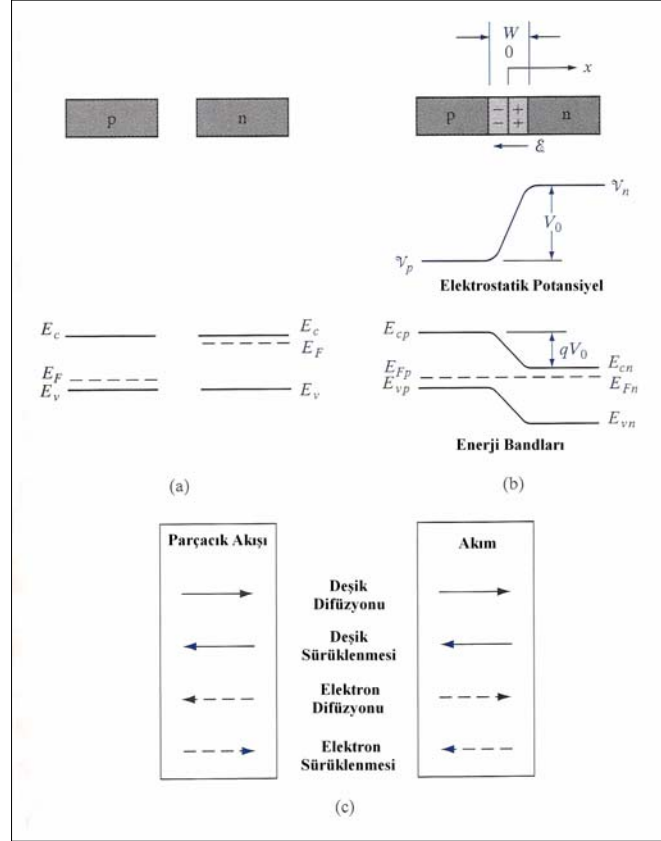 W
0
x
p
n
p
− +
− +
n
ℰ
𝒱n
V0
𝒱p
Elektrostatik Potansiyel
Ec
Ec
EF
EF
Ev
Ev
Ecp
qV0
Ecn
EFp
Evp
EFn
Evn
Enerji Bandları
(a)
(b)
Parçacık Akışı
Akım
Deşik
Difüzyonu
Deşik
Sürüklenmesi
Elektron
Difüzyonu
Elektron
Sürüklenmesi
(c)